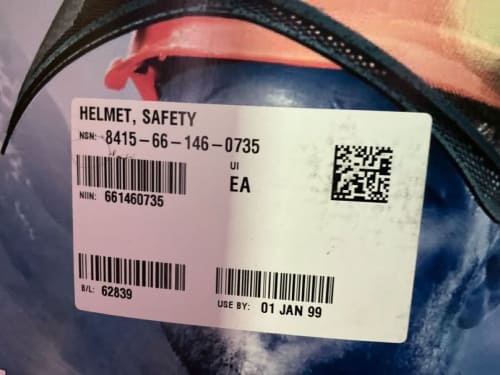 HELMET, SAFETY
NSN: 8415-66-146-0735
UI
EA
NIIN: 661460735
B/L: 62839
USE BY: 01 JAN 99